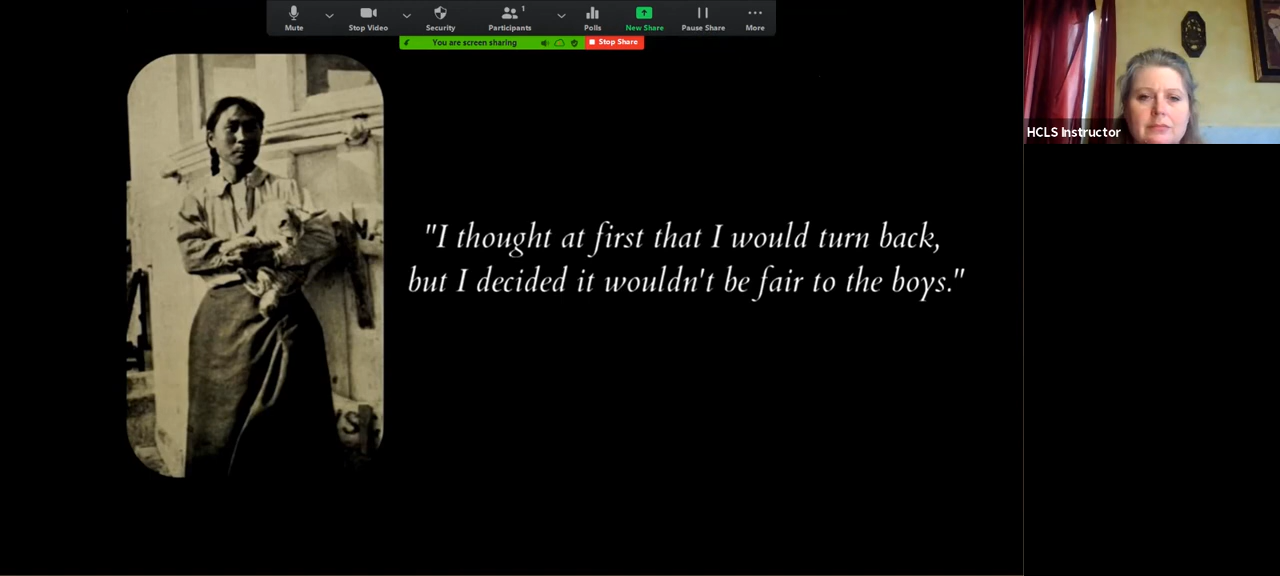 1
Mute
Stop Video
Security
Participants
Polls
New Share
Pause Share
More
You are screen sharing
Stop Share
HCLS Instructor
"I thought at first that I would turn back,
but I decided it wouldn't be fair to the boys."